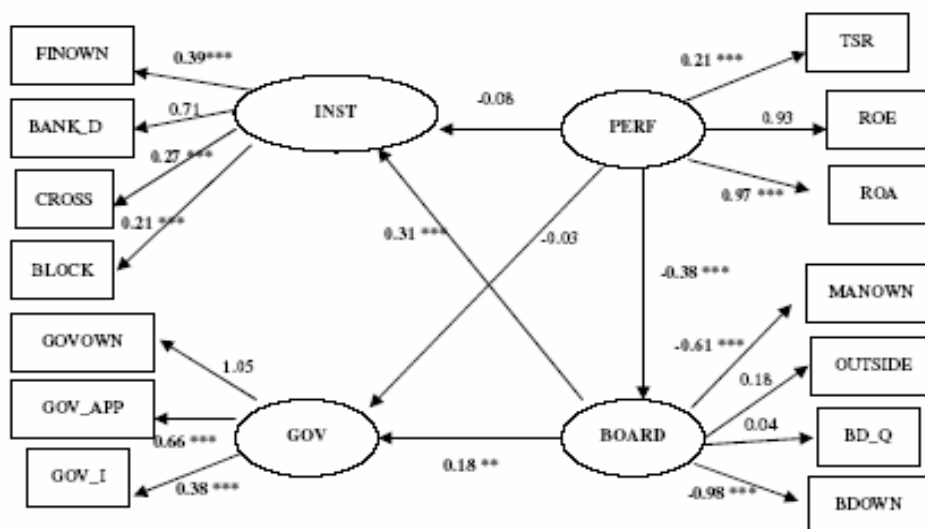 FINOWN
0.39***
BANK_D
0.71
CROSS
0.27 ***
BLOCK
0.21 ***
INST
-0.08
PERF
0.21 ***
TSR
0.93
ROE
0.97 ***
ROA
0.31 ***
-0.03
-0.38 ***
GOVOWN
1.05
GOV_APP
0.66 ***
GOV_I
0.38 ***
GOV
0.18 **
BOARD
-0.61 ***
MANOWN
0.18
OUTSIDE
0.04
BD_Q
-0.98 ***
BDOWN